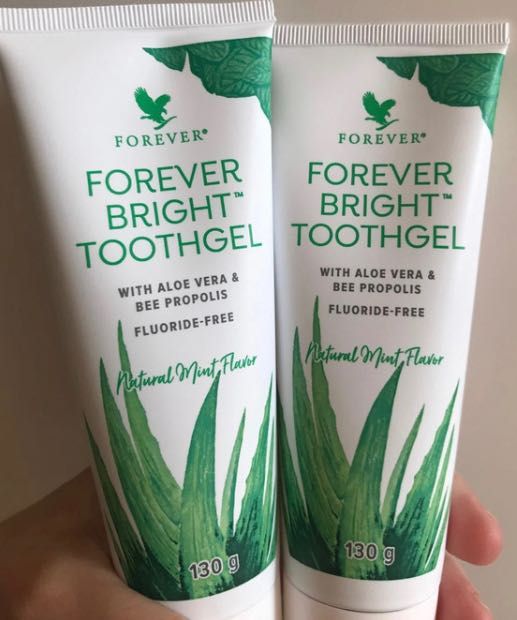 FOREVER®
FOREVER
BRIGHT™
TOOTHGEL
WITH ALOE VERA &
BEE PROPOLIS
FLUORIDE-FREE
Natural Mint Flavor
130 g
FOREVER®
FOREVER
BRIGHT™
TOOTHGEL
WITH ALOE VERA &
BEE PROPOLIS
FLUORIDE-FREE
Natural Mint Flavor
130 g